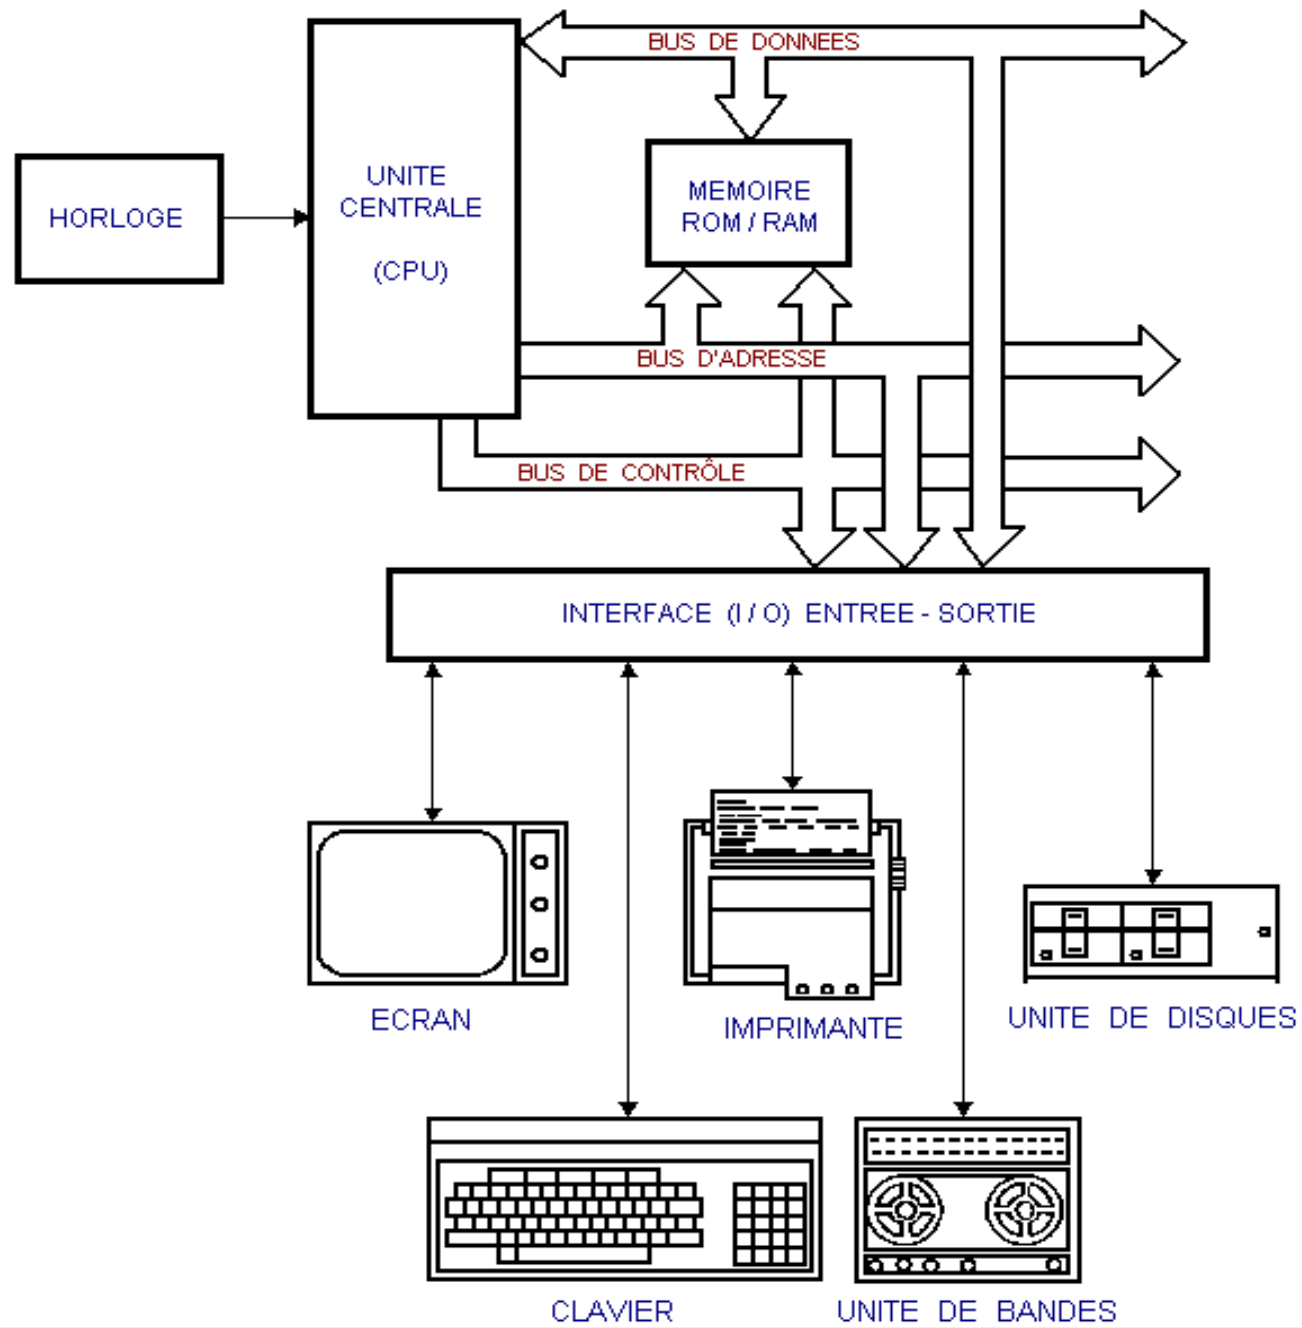 BUS DE DONNEES
UNITE
CENTRALE
(CPU)
MEMOIRE
ROM / RAM
HORLOGE
BUS D'ADRESSE
BUS DE CONTRÔLE
INTERFACE (I / O) ENTREE - SORTIE
ECRAN
IMPRIMANTE
UNITE DE DISQUES
CLAVIER
UNITE DE BANDES